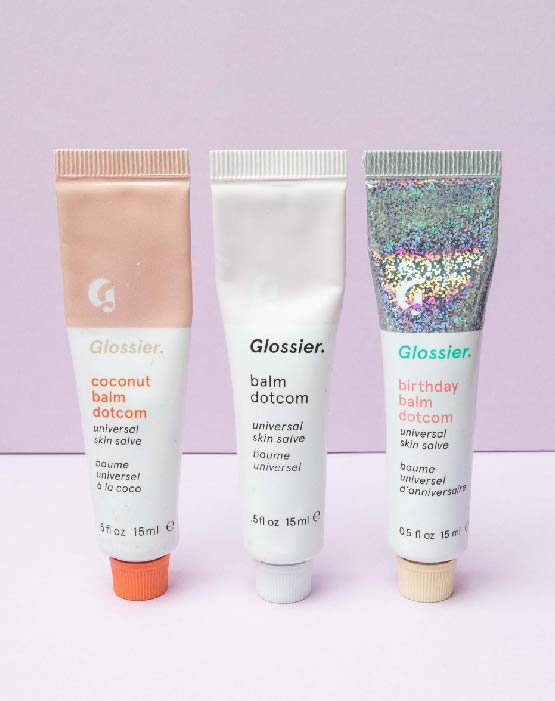 G
Glossier.
coconut
balm
dotcom
universal
skin salve
baume
universel
à la coco
.5 fl oz 15ml ℮
Glossier.
balm
dotcom
universal
skin salve
baume
universel
.5 fl oz 15ml ℮
G
Glossier.
birthday
balm
dotcom
universal
skin salve
baume
universel
d'anniversaire
0.5 fl oz 15 ml ℮